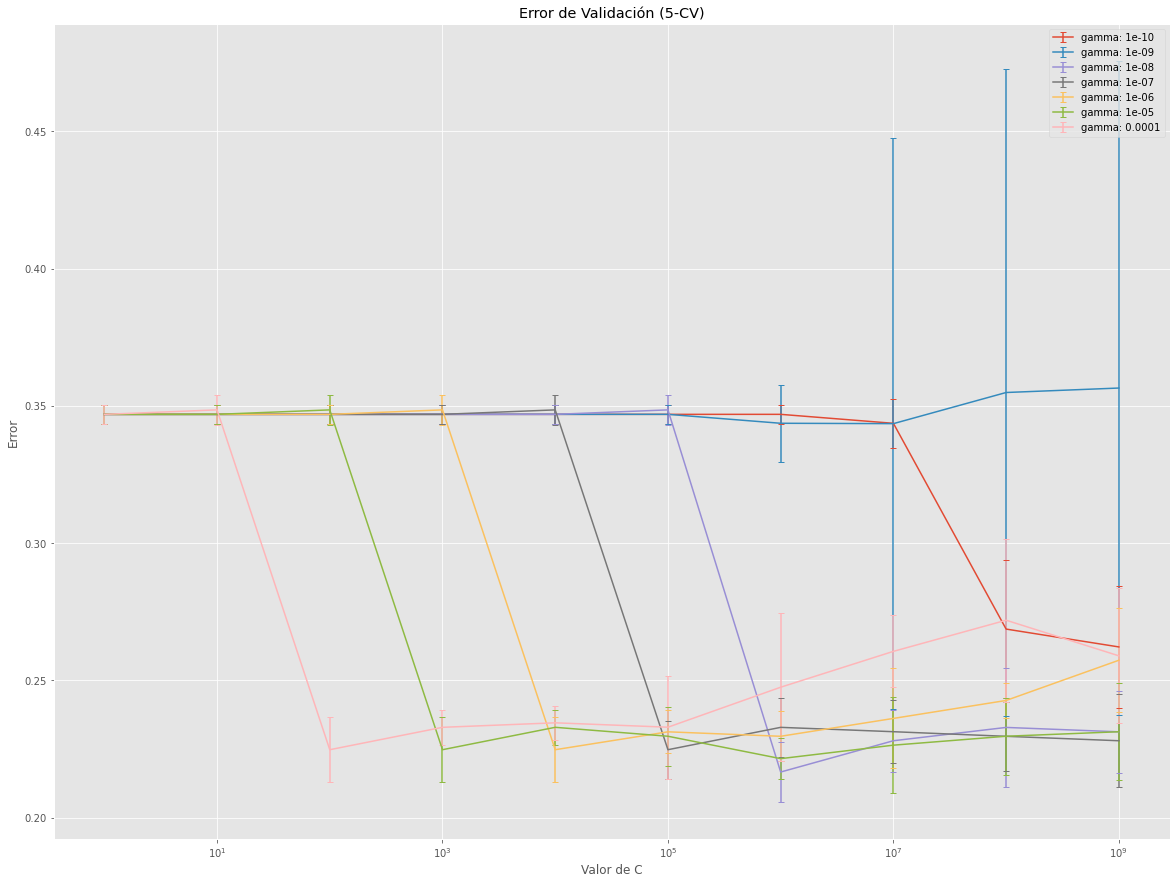 Error de Validación (5-CV)
gamma: 1e-10
gamma: 1e-09
gamma: 1e-08
gamma: 1e-07
gamma: 1e-06
gamma: 1e-05
gamma: 0.0001
0.45
0.40
0.35
0.30
0.25
0.20
Error
10¹
10³
10⁵
10⁷
10⁹
Valor de C